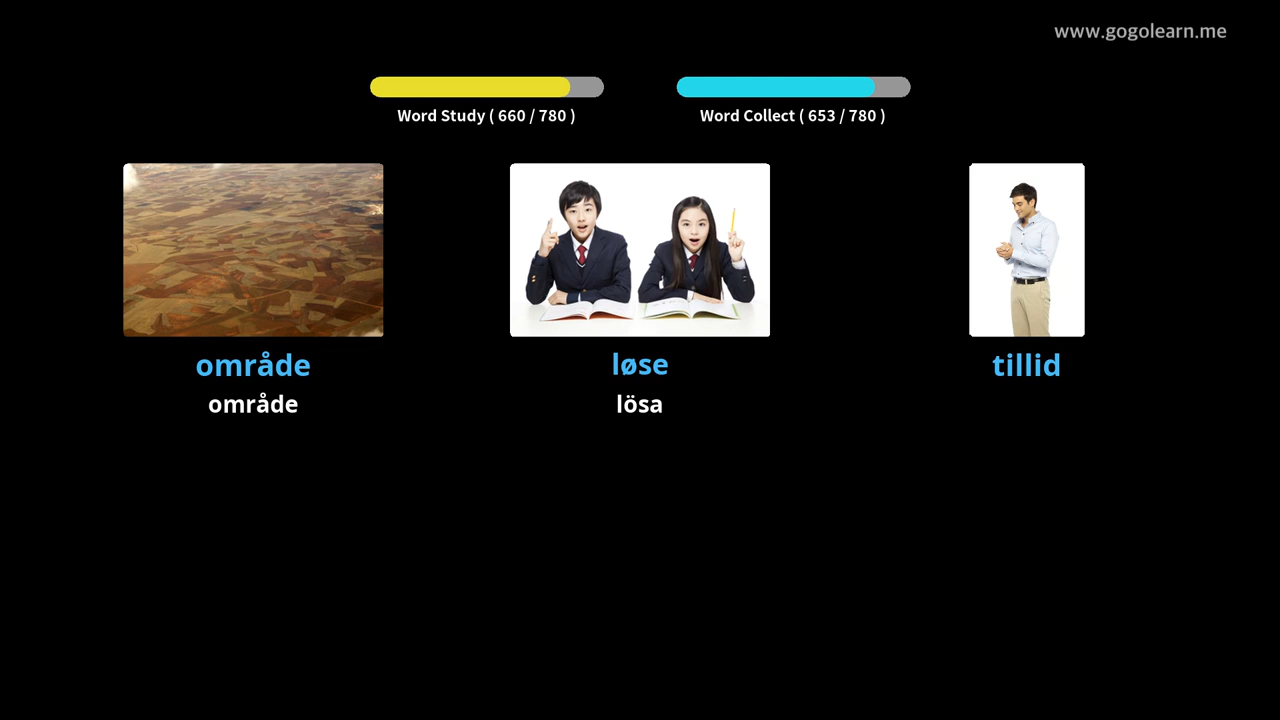 www.gogolearn.me
Word Study ( 660 / 780 )
Word Collect ( 653 / 780 )
område
løse
tillid
område
lösa